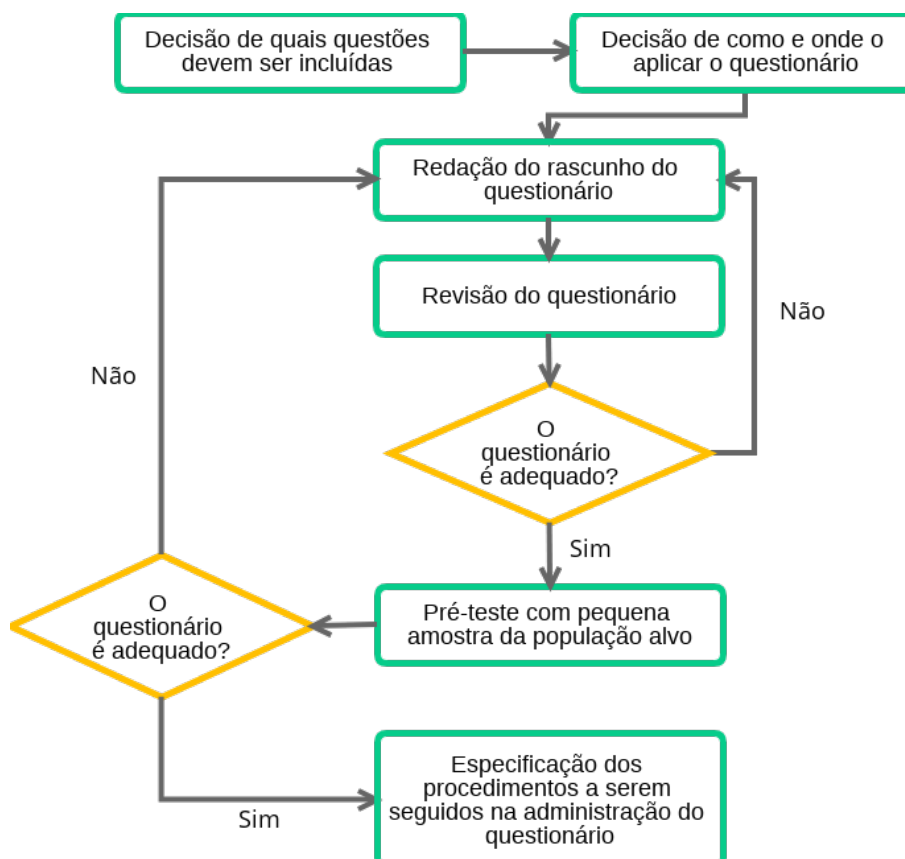 Decisão de quais questões
devem ser incluídas
Decisão de como e onde o
aplicar o questionário
Redação do rascunho do
questionário
Revisão do questionário
Não
Não
O
questionário
é adequado?
Sim
Pré-teste com pequena
amostra da população alvo
O
questionário
é adequado?
Especificação dos
procedimentos a serem
seguidos na administração do
questionário
Sim